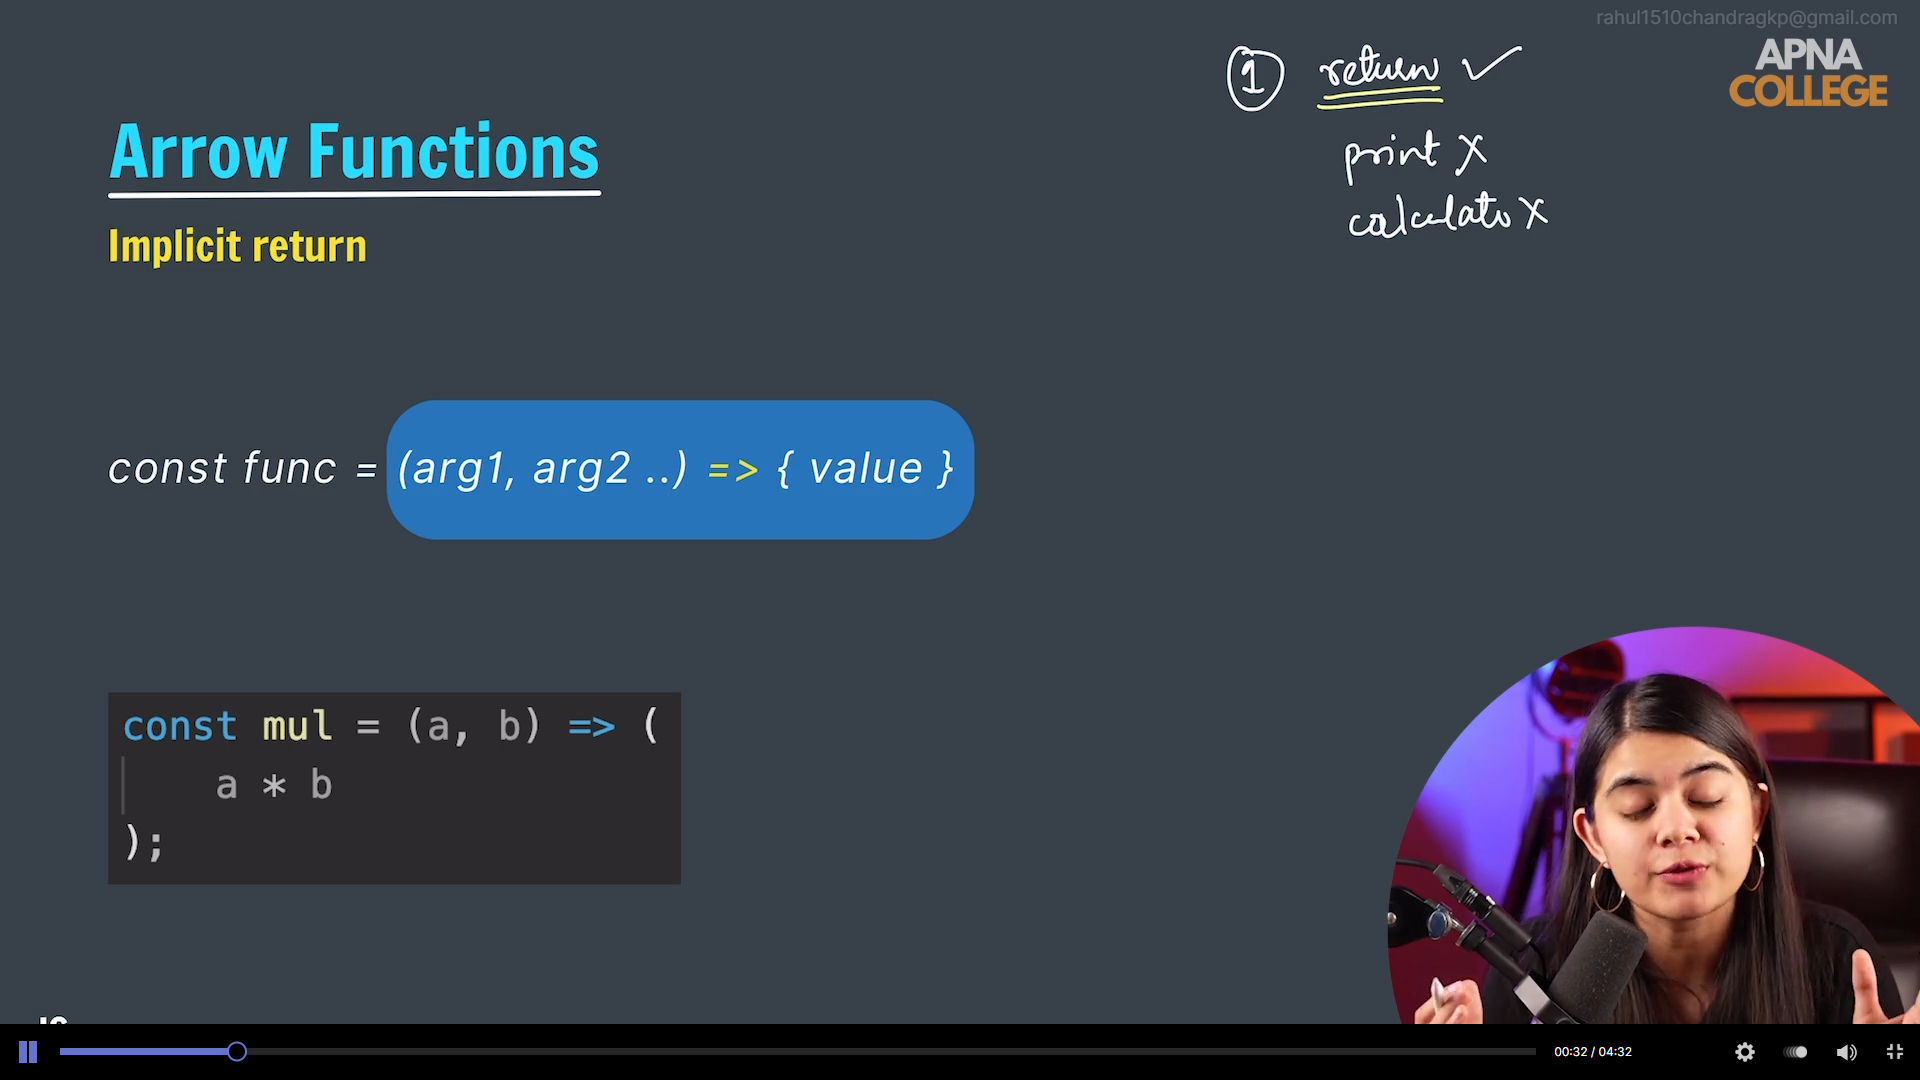 rahul1510chandragkp@gmail.com
APNA
COLLEGE
1 return ✓
print X
calculate X
Arrow Functions
Implicit return
const func = (arg1, arg2 ..) => { value }
const mul = (a, b) => (
a * b
);
00:32 / 04:32